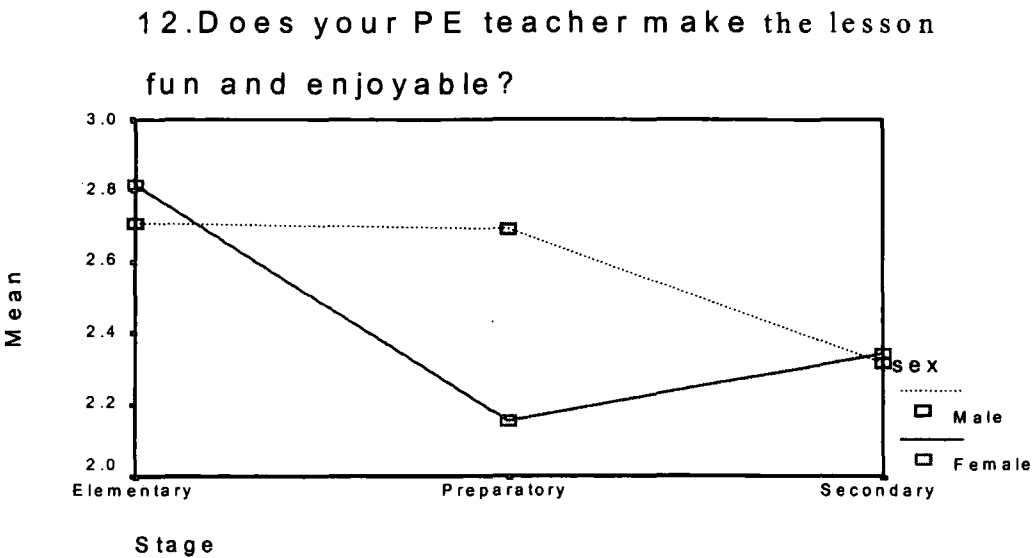 12.Does your PE teacher make the lesson
fun and enjoyable?
3.0
2.8
2.6
2.4
2.2
2.0
Mean
Elementary
Preparatory
Secondary
Stage
sex
Male
Female